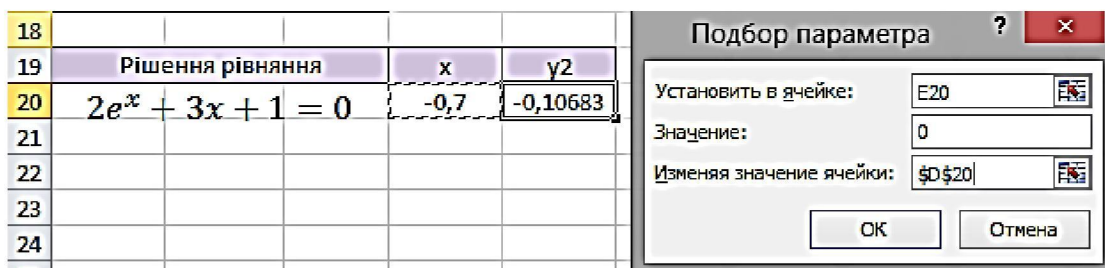 18
19 Рішення рівняння x y2
20 2eˣ + 3x + 1 = 0 -0,7 -0,10683
21
22
23
24
Подбор параметра ? x
Установить в ячейке: E20
Значение: 0
Изменяя значение ячейки: $D$20
ОК Отмена